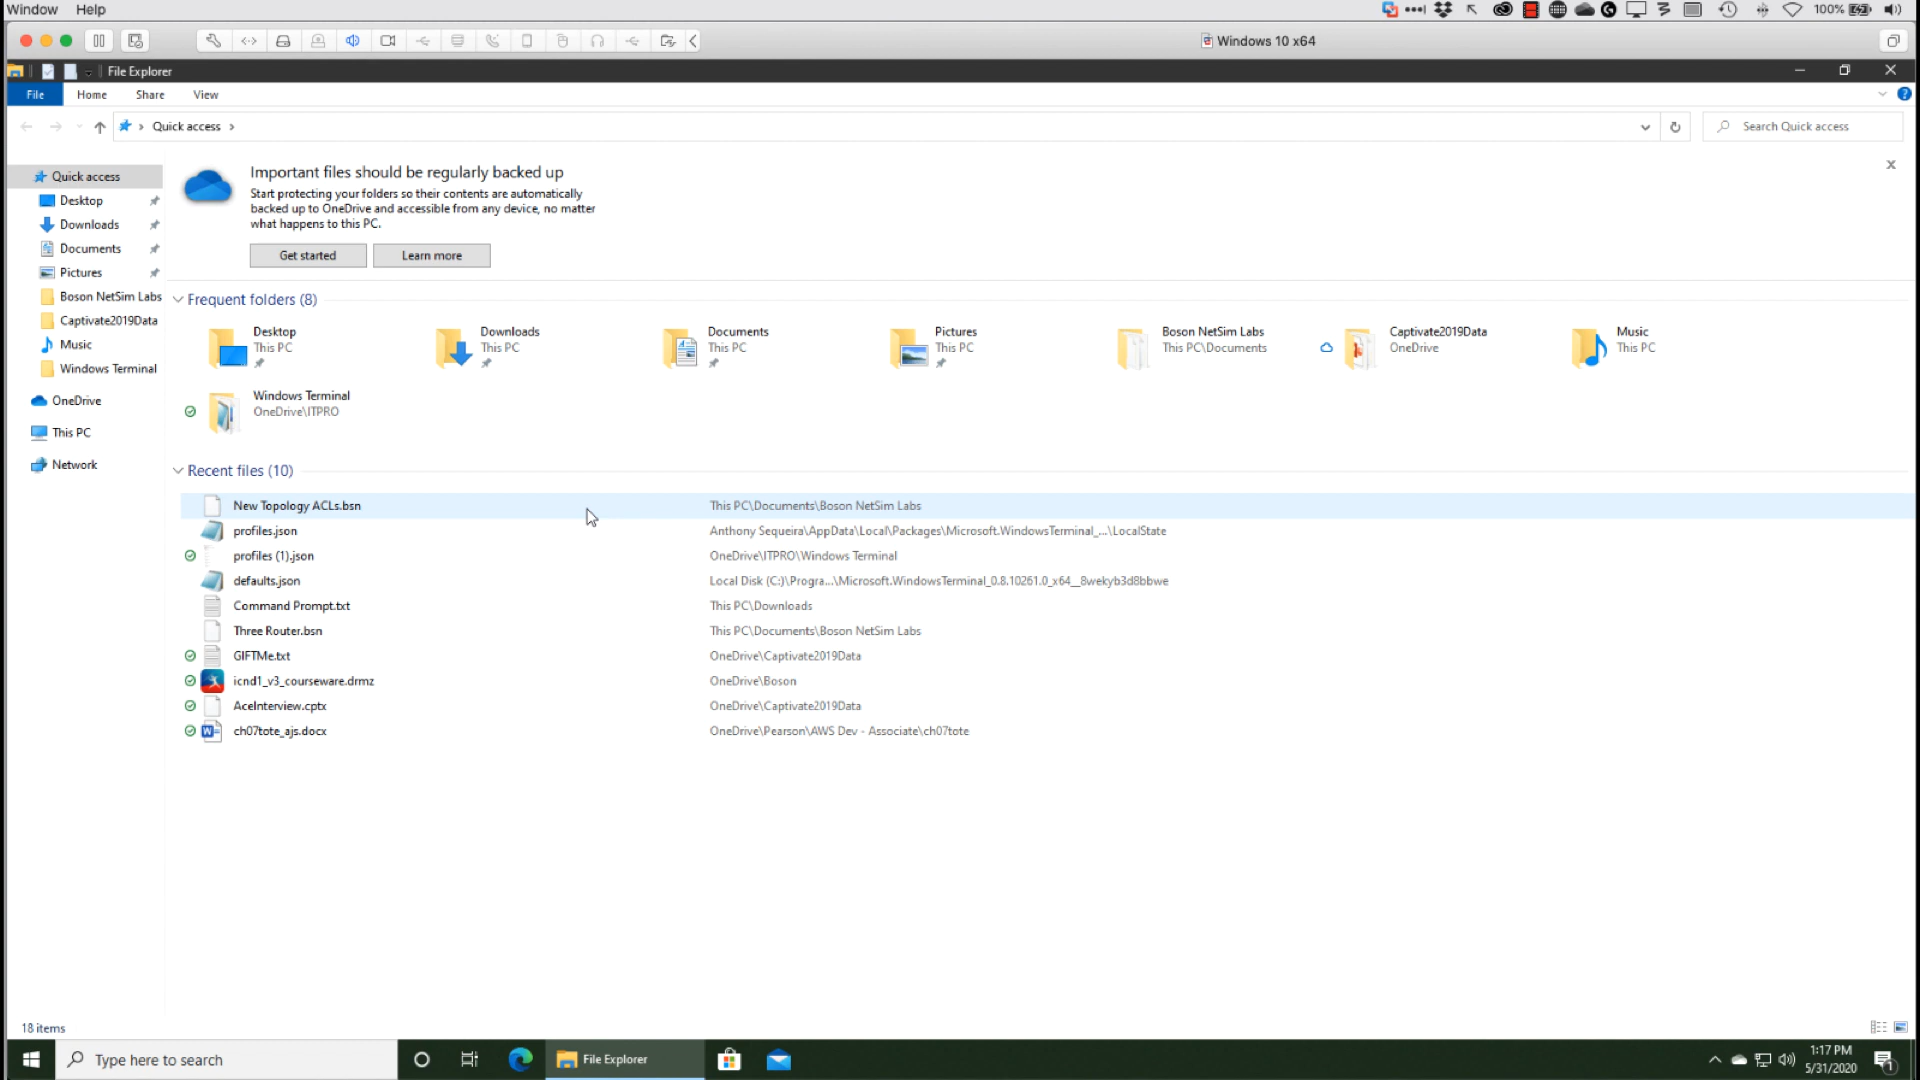 Window Help
100%
Windows 10 x64
File Explorer
File Home Share View
Quick access
Search Quick access
Important files should be regularly backed up
Start protecting your folders so their contents are automatically
backed up to OneDrive and accessible from any device, no matter
what happens to this PC.
Get started
Learn more
Quick access
Desktop
Downloads
Documents
Pictures
Boson NetSim Labs
Captivate2019Data
Music
Windows Terminal
OneDrive
This PC
Network
Frequent folders (8)
Desktop
This PC
Downloads
This PC
Documents
This PC
Pictures
This PC
Boson NetSim Labs
This PC\Documents
Captivate2019Data
OneDrive
Music
This PC
Windows Terminal
OneDrive\ITPRO
Recent files (10)
New Topology ACLs.bsn This PC\Documents\Boson NetSim Labs
profiles.json Anthony Sequeira\AppData\Local\Packages\Microsoft.WindowsTerminal_...\LocalState
profiles (1).json OneDrive\ITPRO\Windows Terminal
defaults.json Local Disk (C:)\Progra...\Microsoft.WindowsTerminal_0.8.10261.0_x64__8wekyb3d8bbwe
Command Prompt.txt This PC\Downloads
Three Router.bsn This PC\Documents\Boson NetSim Labs
GIFTMe.txt OneDrive\Captivate2019Data
icnd1_v3_courseware.drmz OneDrive\Boson
AceInterview.cptx OneDrive\Captivate2019Data
ch07tote_ajs.docx OneDrive\Pearson\AWS Dev - Associate\ch07tote
18 items
Type here to search
File Explorer
1:17 PM
5/31/2020
1